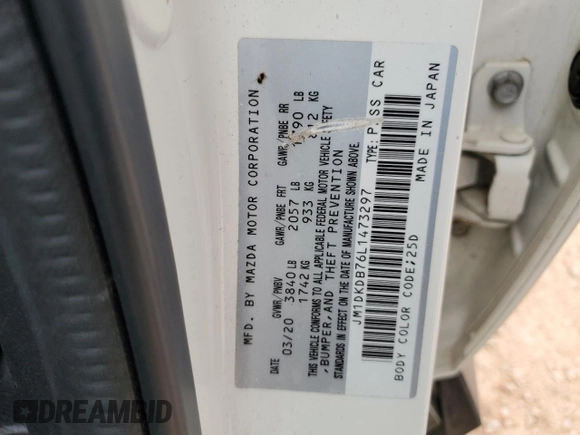 MFD. BY MAZDA MOTOR CORPORATION
DATE GVWR/PNBV GAWR/PNBE FRT GAWR/PNBE RR
03/20 3840 LB 2057 LB LB
1742 KG 933 KG KG
THIS VEHICLE CONFORMS TO ALL APPLICABLE FEDERAL MOTOR VEHICLE SAFETY
,BUMPER,AND THEFT PREVENTION
STANDARDS IN EFFECT ON THE DATE OF MANUFACTURE SHOWN ABOVE.
JM1DKDB76L1473297 TYPE: PASS CAR
BODY COLOR CODE:25D MADE IN JAPAN
DREAMBID